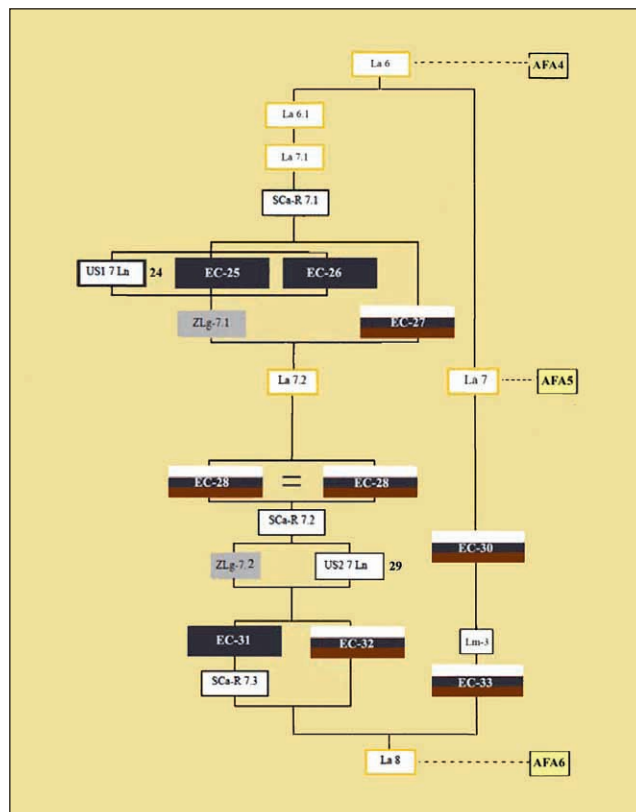 La 6
AFA4
La 6.1
La 7.1
SCa-R 7.1
US1 7 Ln 24 EC-25 EC-26
ZLg-7.1 EC-27
La 7.2 La 7 AFA5
EC-28 = EC-28
SCa-R 7.2
ZLg-7.2 US2 7 Ln 29 EC-30
EC-31 EC-32 Lm-3
SCa-R 7.3 EC-33
La 8 AFA6